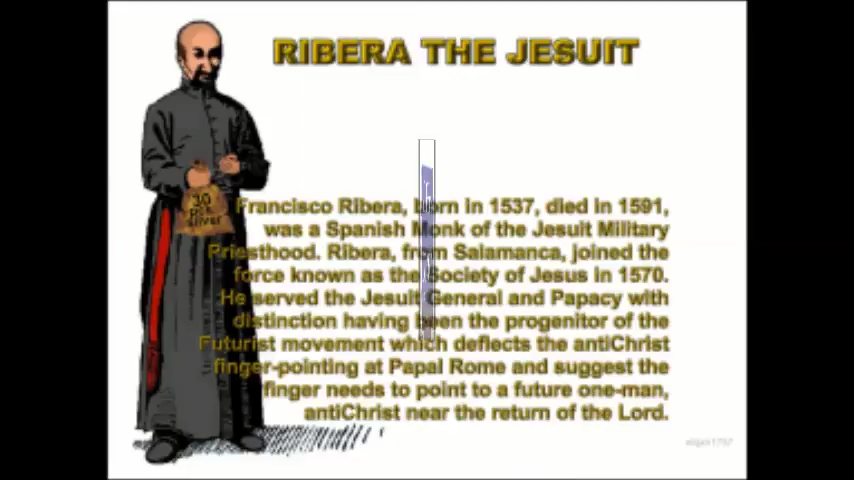 RIBERA THE JESUIT
30
pcs.
silver
Francisco Ribera, born in 1537, died in 1591,
was a Spanish Monk of the Jesuit Military
Priesthood. Ribera, from Salamanca, joined the
force known as the Society of Jesus in 1570.
He served the Jesuit General and Papacy with
distinction having been the progenitor of the
Futurist movement which deflects the antiChrist
finger-pointing at Papal Rome and suggest the
finger needs to point to a future one-man,
antiChrist near the return of the Lord.